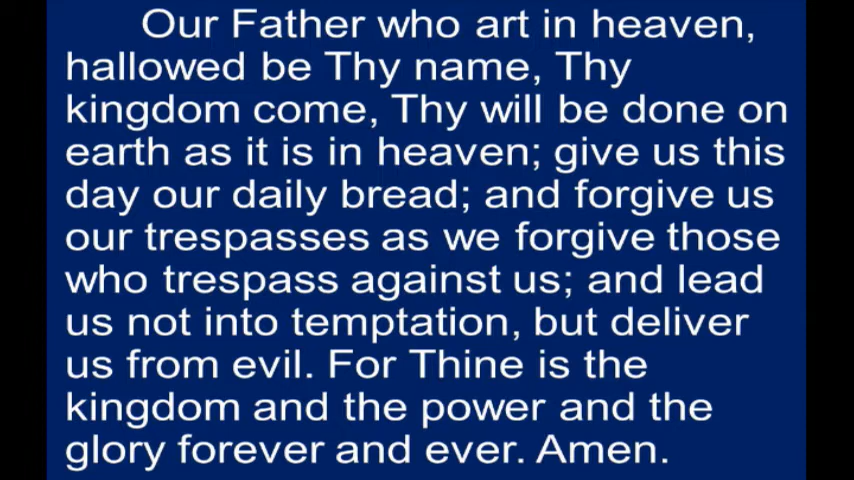 Our Father who art in heaven,
hallowed be Thy name, Thy
kingdom come, Thy will be done on
earth as it is in heaven; give us this
day our daily bread; and forgive us
our trespasses as we forgive those
who trespass against us; and lead
us not into temptation, but deliver
us from evil. For Thine is the
kingdom and the power and the
glory forever and ever. Amen.